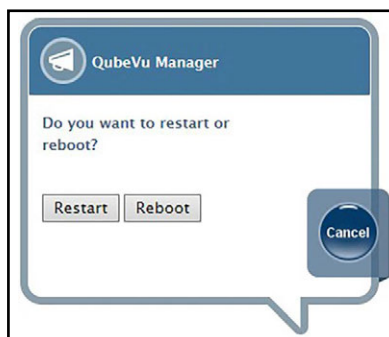 QubeVu Manager
Do you want to restart or
reboot?
Restart Reboot
Cancel